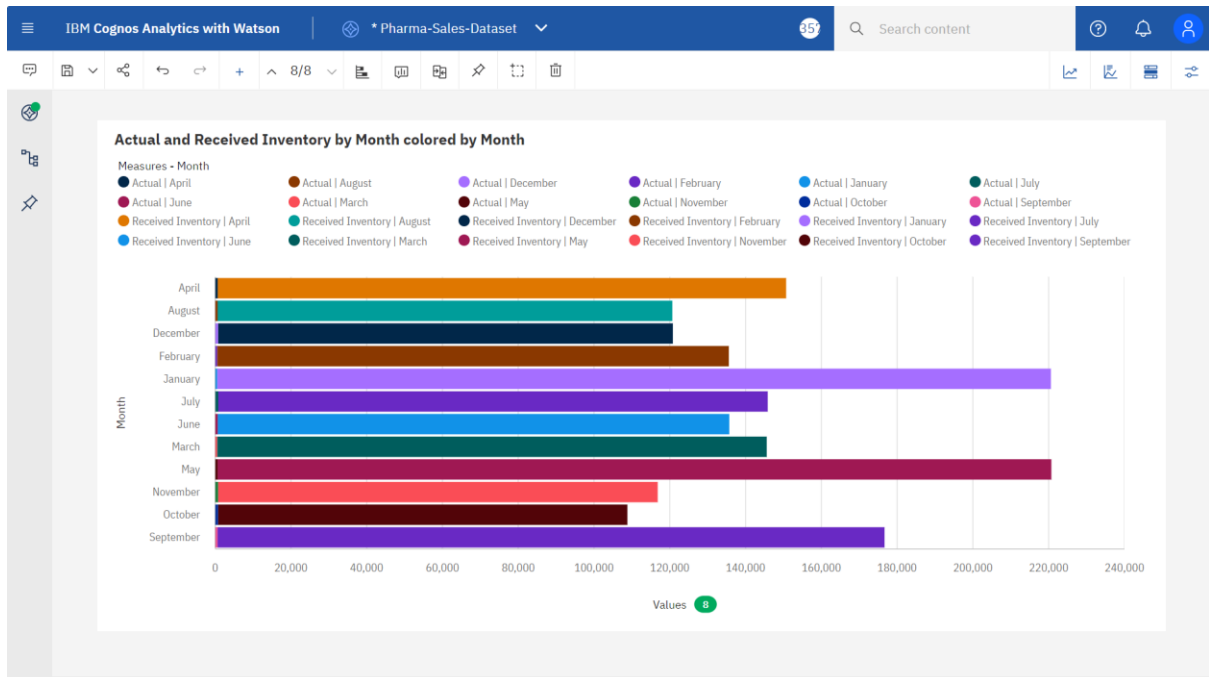 IBM Cognos Analytics with Watson
* Pharma-Sales-Dataset
357
Search content
8/8
Actual and Received Inventory by Month colored by Month
Measures - Month
Actual | April
Actual | August
Actual | December
Actual | February
Actual | January
Actual | July
Actual | June
Actual | March
Actual | May
Actual | November
Actual | October
Actual | September
Received Inventory | April
Received Inventory | August
Received Inventory | December
Received Inventory | February
Received Inventory | January
Received Inventory | July
Received Inventory | June
Received Inventory | March
Received Inventory | May
Received Inventory | November
Received Inventory | October
Received Inventory | September
Month
April
August
December
February
January
July
June
March
May
November
October
September
0
20,000
40,000
60,000
80,000
100,000
120,000
140,000
160,000
180,000
200,000
220,000
240,000
Values 8